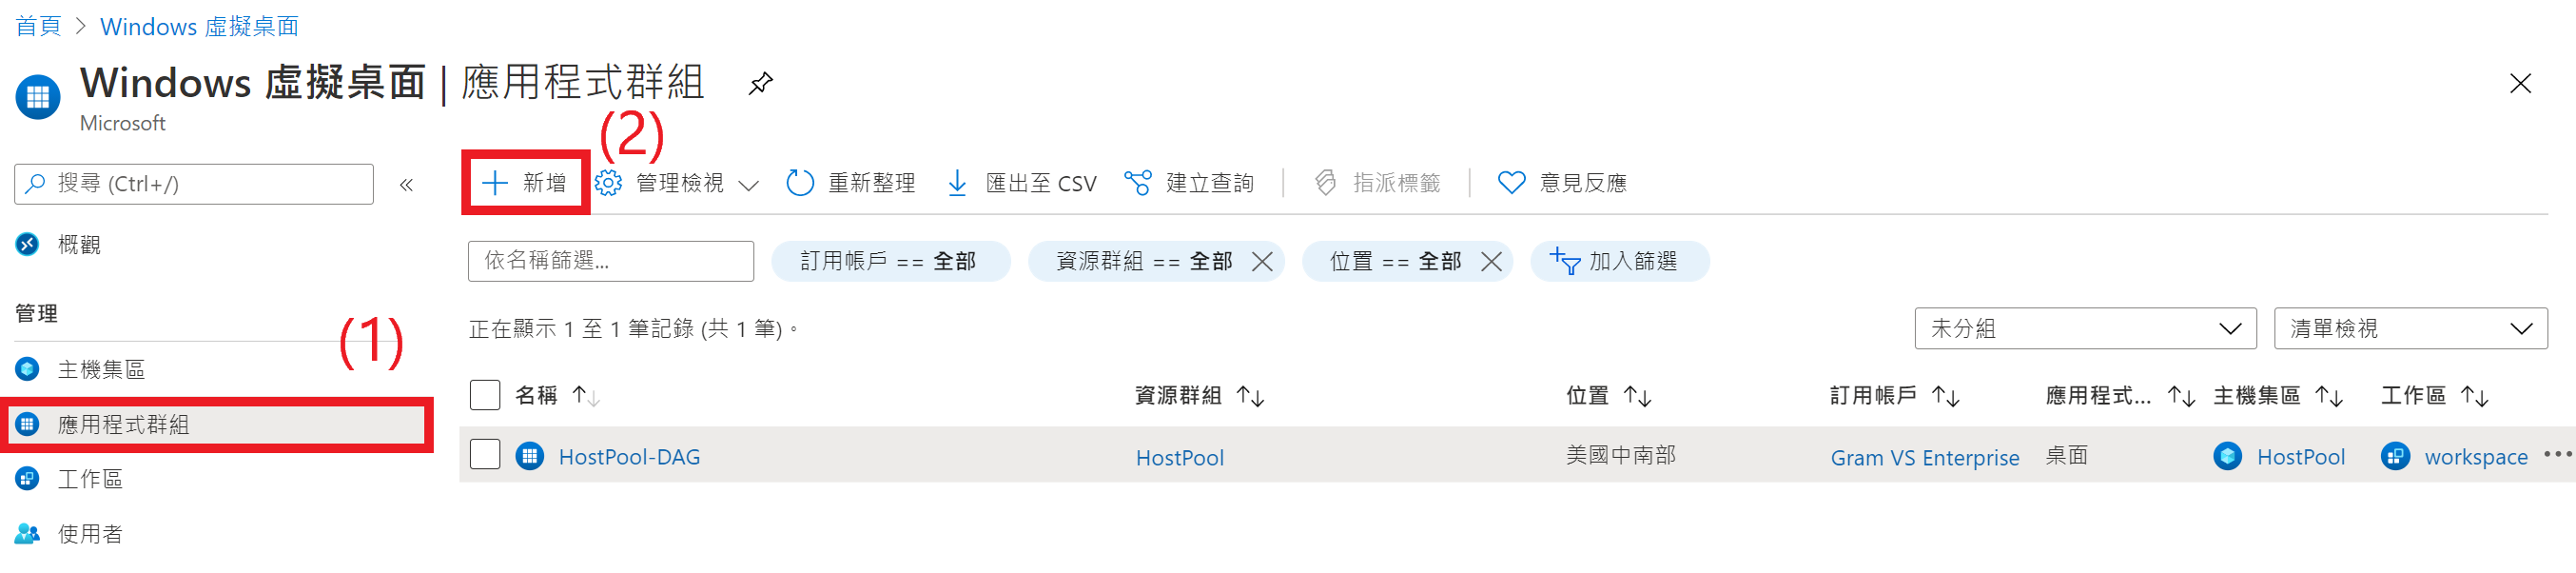 首頁 > Windows 虛擬桌面
Windows 虛擬桌面 | 應用程式群組
Microsoft
(2)
搜尋 (Ctrl+/)
«
新增
管理檢視
重新整理
匯出至 CSV
建立查詢
指派標籤
意見反應
概觀
管理
(1)
主機集區
應用程式群組
工作區
使用者
依名稱篩選...
訂用帳戶 == 全部
資源群組 == 全部
位置 == 全部
加入篩選
正在顯示 1 至 1 筆記錄 (共 1 筆)。
未分組
清單檢視
名稱 資源群組 位置 訂用帳戶 應用程式... 主機集區 工作區
HostPool-DAG HostPool 美國中南部 Gram VS Enterprise 桌面 HostPool workspace ...